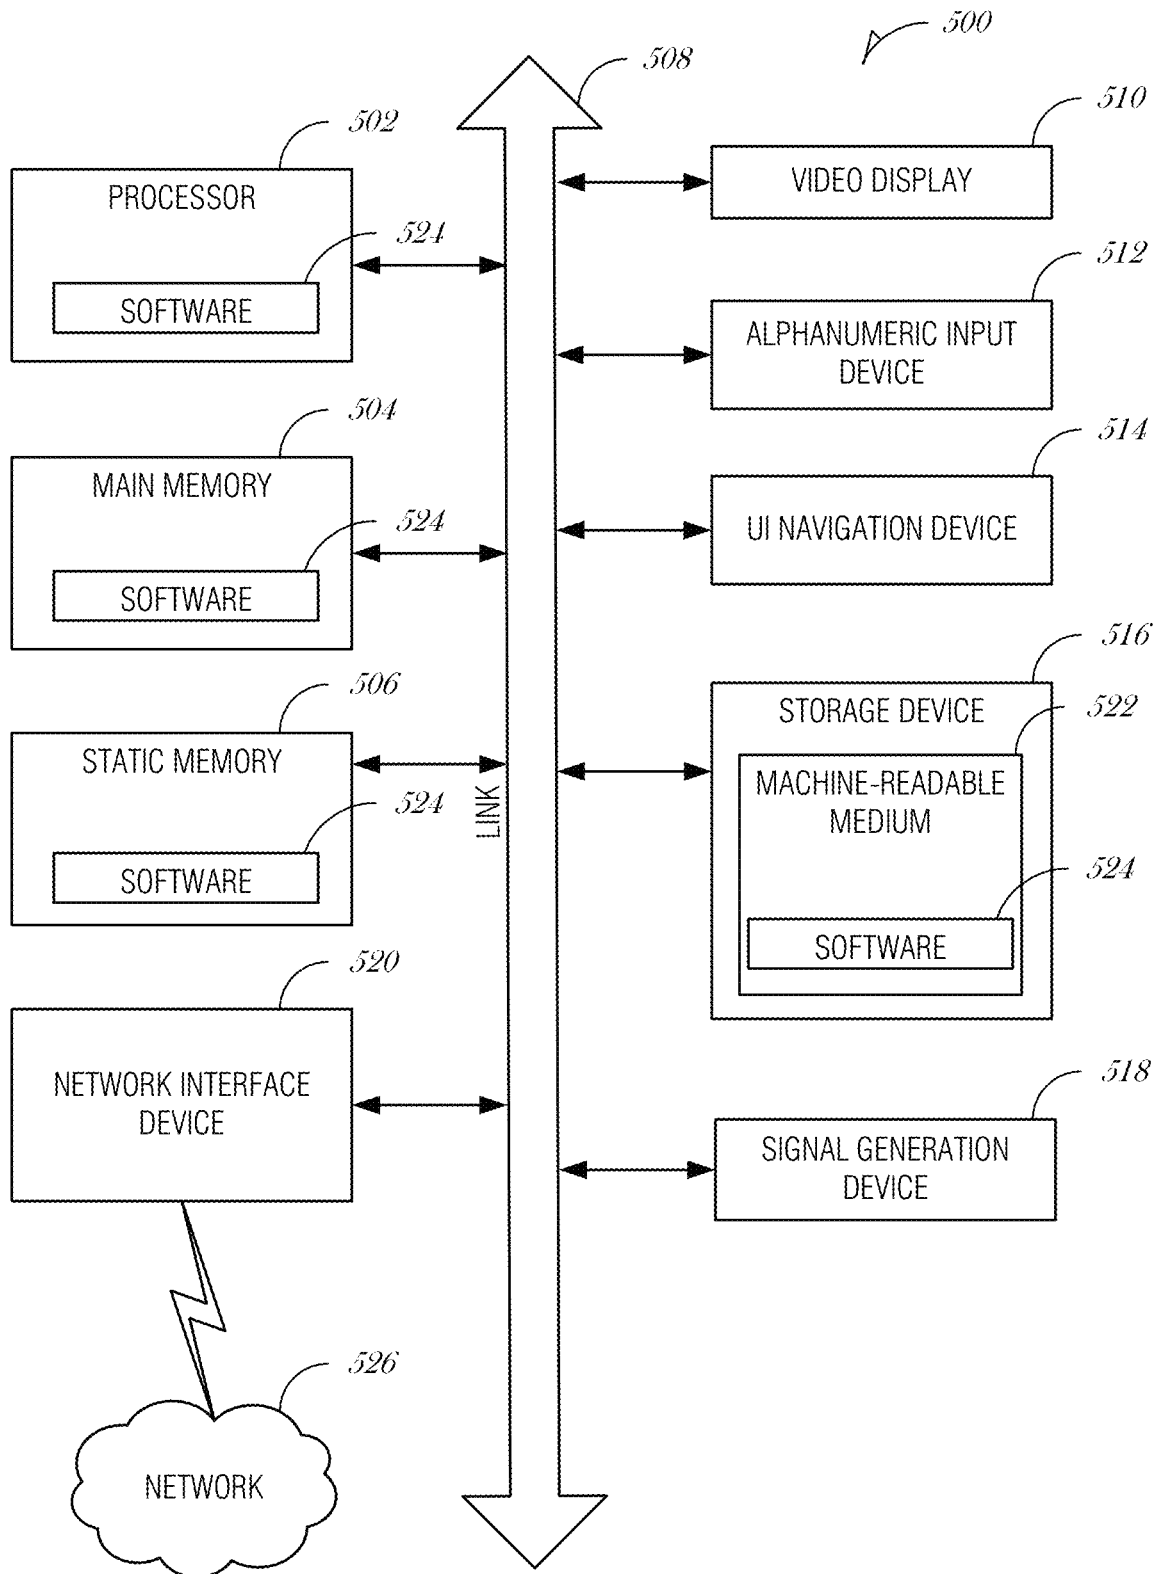 500
508
502
PROCESSOR
524
SOFTWARE
504
MAIN MEMORY
524
SOFTWARE
506
STATIC MEMORY
524
SOFTWARE
520
NETWORK INTERFACE
DEVICE
526
NETWORK
LINK
510
VIDEO DISPLAY
512
ALPHANUMERIC INPUT
DEVICE
514
UI NAVIGATION DEVICE
516
STORAGE DEVICE
522
MACHINE-READABLE
MEDIUM
524
SOFTWARE
518
SIGNAL GENERATION
DEVICE